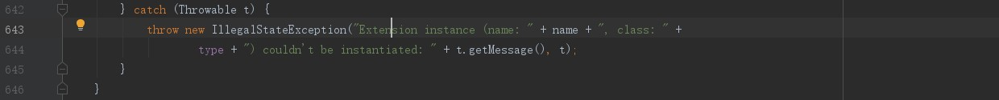 642 } catch (Throwable t) {
643 throw new IllegalStateException("Extension instance (name: " + name + ", class: " +
644 type + ") couldn't be instantiated: " + t.getMessage(), t);
645 }
646 }